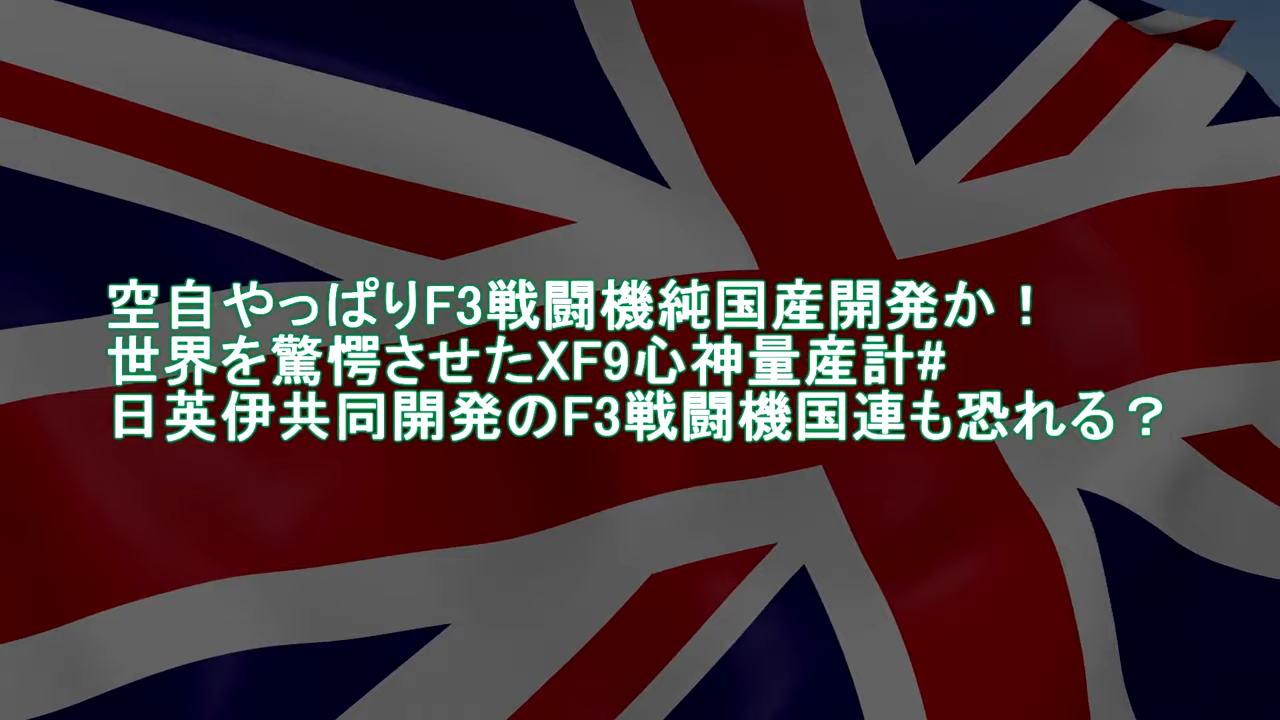 空自やっぱりF3戦闘機純国産開発か！
世界を驚愕させたXF9心神量産計#
日英伊共同開発のF3戦闘機国連も恐れる？